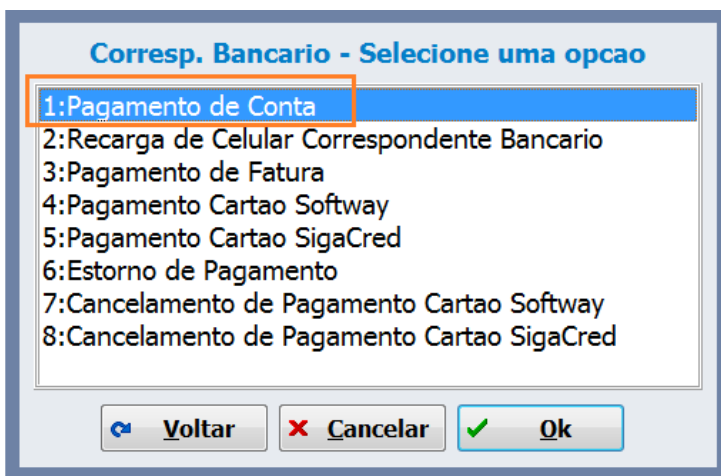 Corresp. Bancario - Selecione uma opcao
1:Pagamento de Conta
2:Recarga de Celular Correspondente Bancario
3:Pagamento de Fatura
4:Pagamento Cartao Softway
5:Pagamento Cartao SigaCred
6:Estorno de Pagamento
7:Cancelamento de Pagamento Cartao Softway
8:Cancelamento de Pagamento Cartao SigaCred
Voltar Cancelar Ok